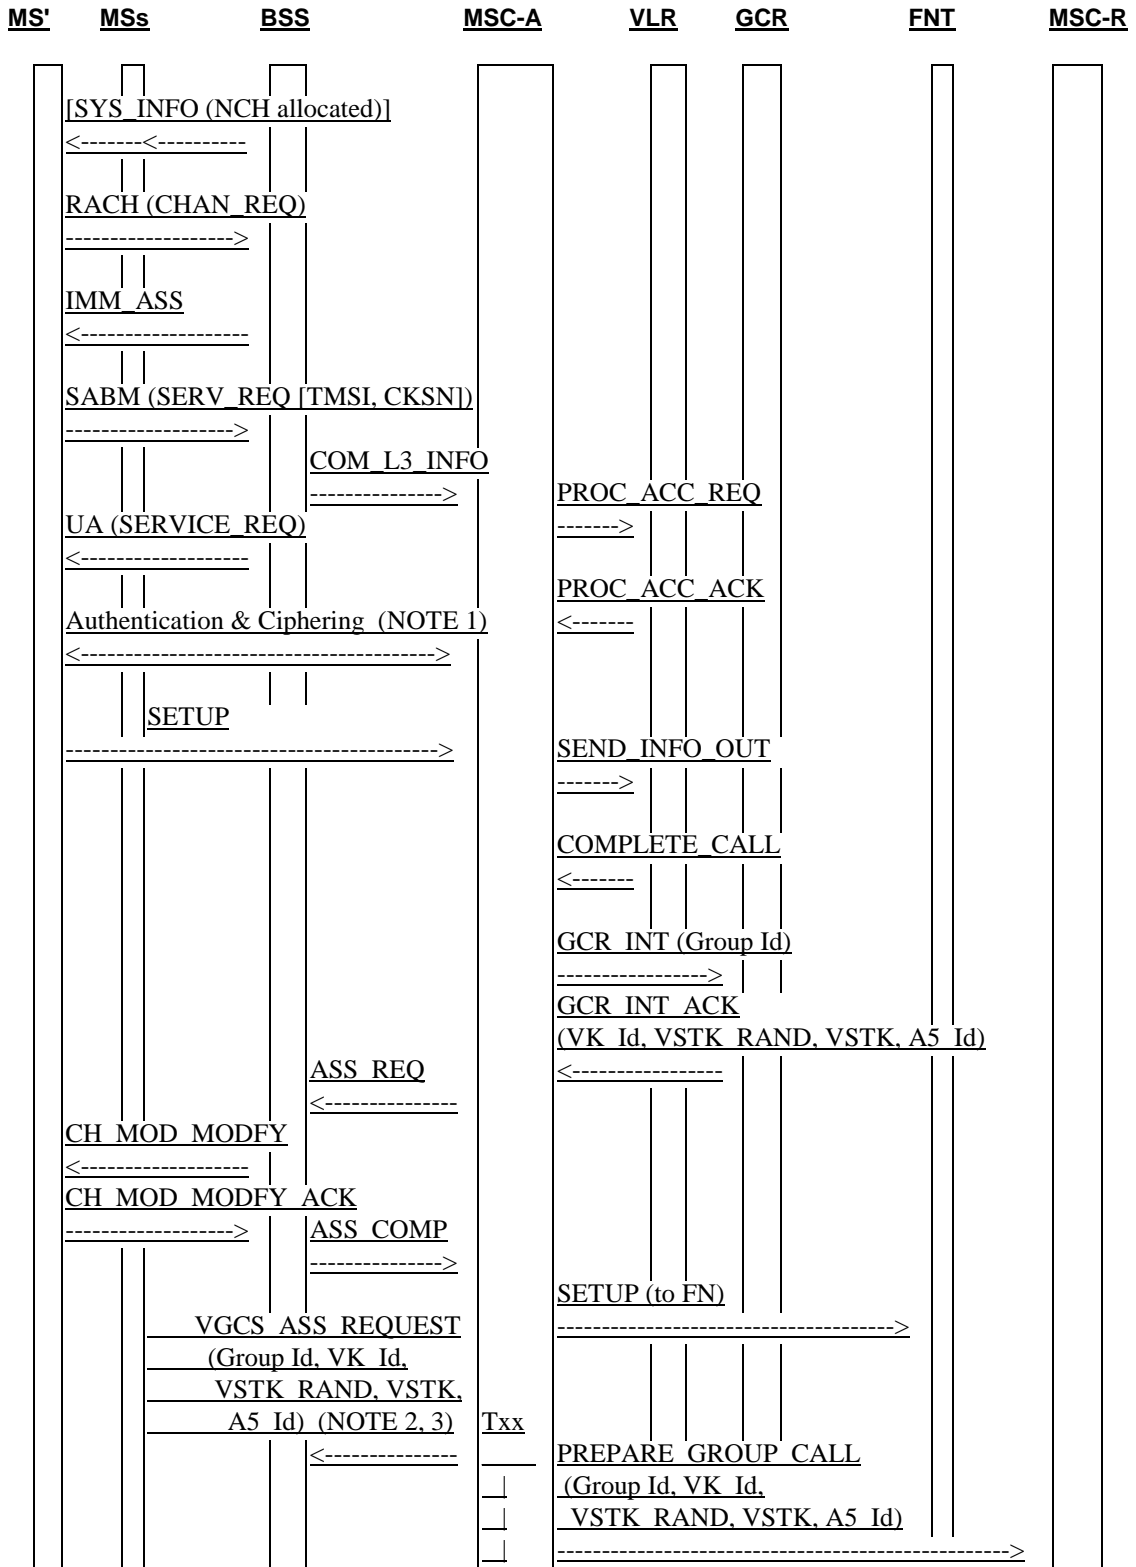 MS' MSs BSS MSC-A VLR GCR FNT MSC-R
[SYS_INFO (NCH allocated)]
<-------<----------
RACH (CHAN_REQ)
------------------->
IMM_ASS
<-------------------
SABM (SERV_REQ [TMSI, CKSN])
------------------->
COM_L3_INFO
--------------->
PROC_ACC_REQ
------->
UA (SERVICE_REQ)
<-------------------
PROC_ACC_ACK
<-------
Authentication & Ciphering (NOTE 1)
<---------------------------------------->
SETUP
------------------------------------------>
SEND_INFO_OUT
------->
COMPLETE_CALL
<-------
GCR_INT (Group Id)
----------------->
GCR_INT_ACK
(VK_Id, VSTK_RAND, VSTK, A5_Id)
<-----------------
ASS_REQ
<---------------
CH_MOD_MODFY
<-------------------
CH_MOD_MODFY_ACK
------------------->
ASS_COMP
--------------->
SETUP (to FN)
-------------------------------------->
VGCS_ASS_REQUEST
(Group Id, VK_Id,
VSTK_RAND, VSTK,
A5_Id) (NOTE 2, 3)
<---------------
Txx
PREPARE_GROUP_CALL
(Group Id, VK_Id,
VSTK_RAND, VSTK, A5_Id)
--------------------------------------------------->